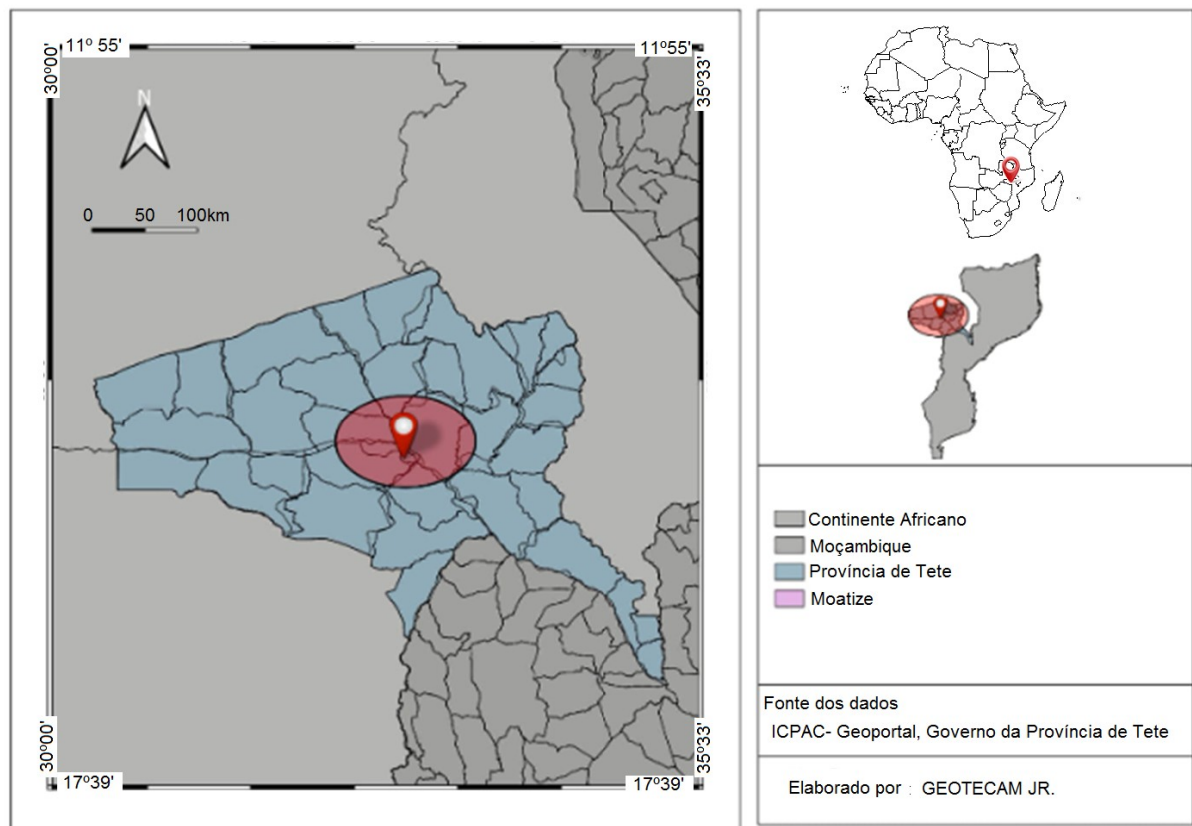 11º 55'
11º55'
30º00'
35º33'
N
0 50 100km
30º00'
35º33'
17º39'
17º39'
Continente Africano
Moçambique
Província de Tete
Moatize
Fonte dos dados
ICPAC- Geoportal, Governo da Província de Tete
Elaborado por : GEOTECAM JR.